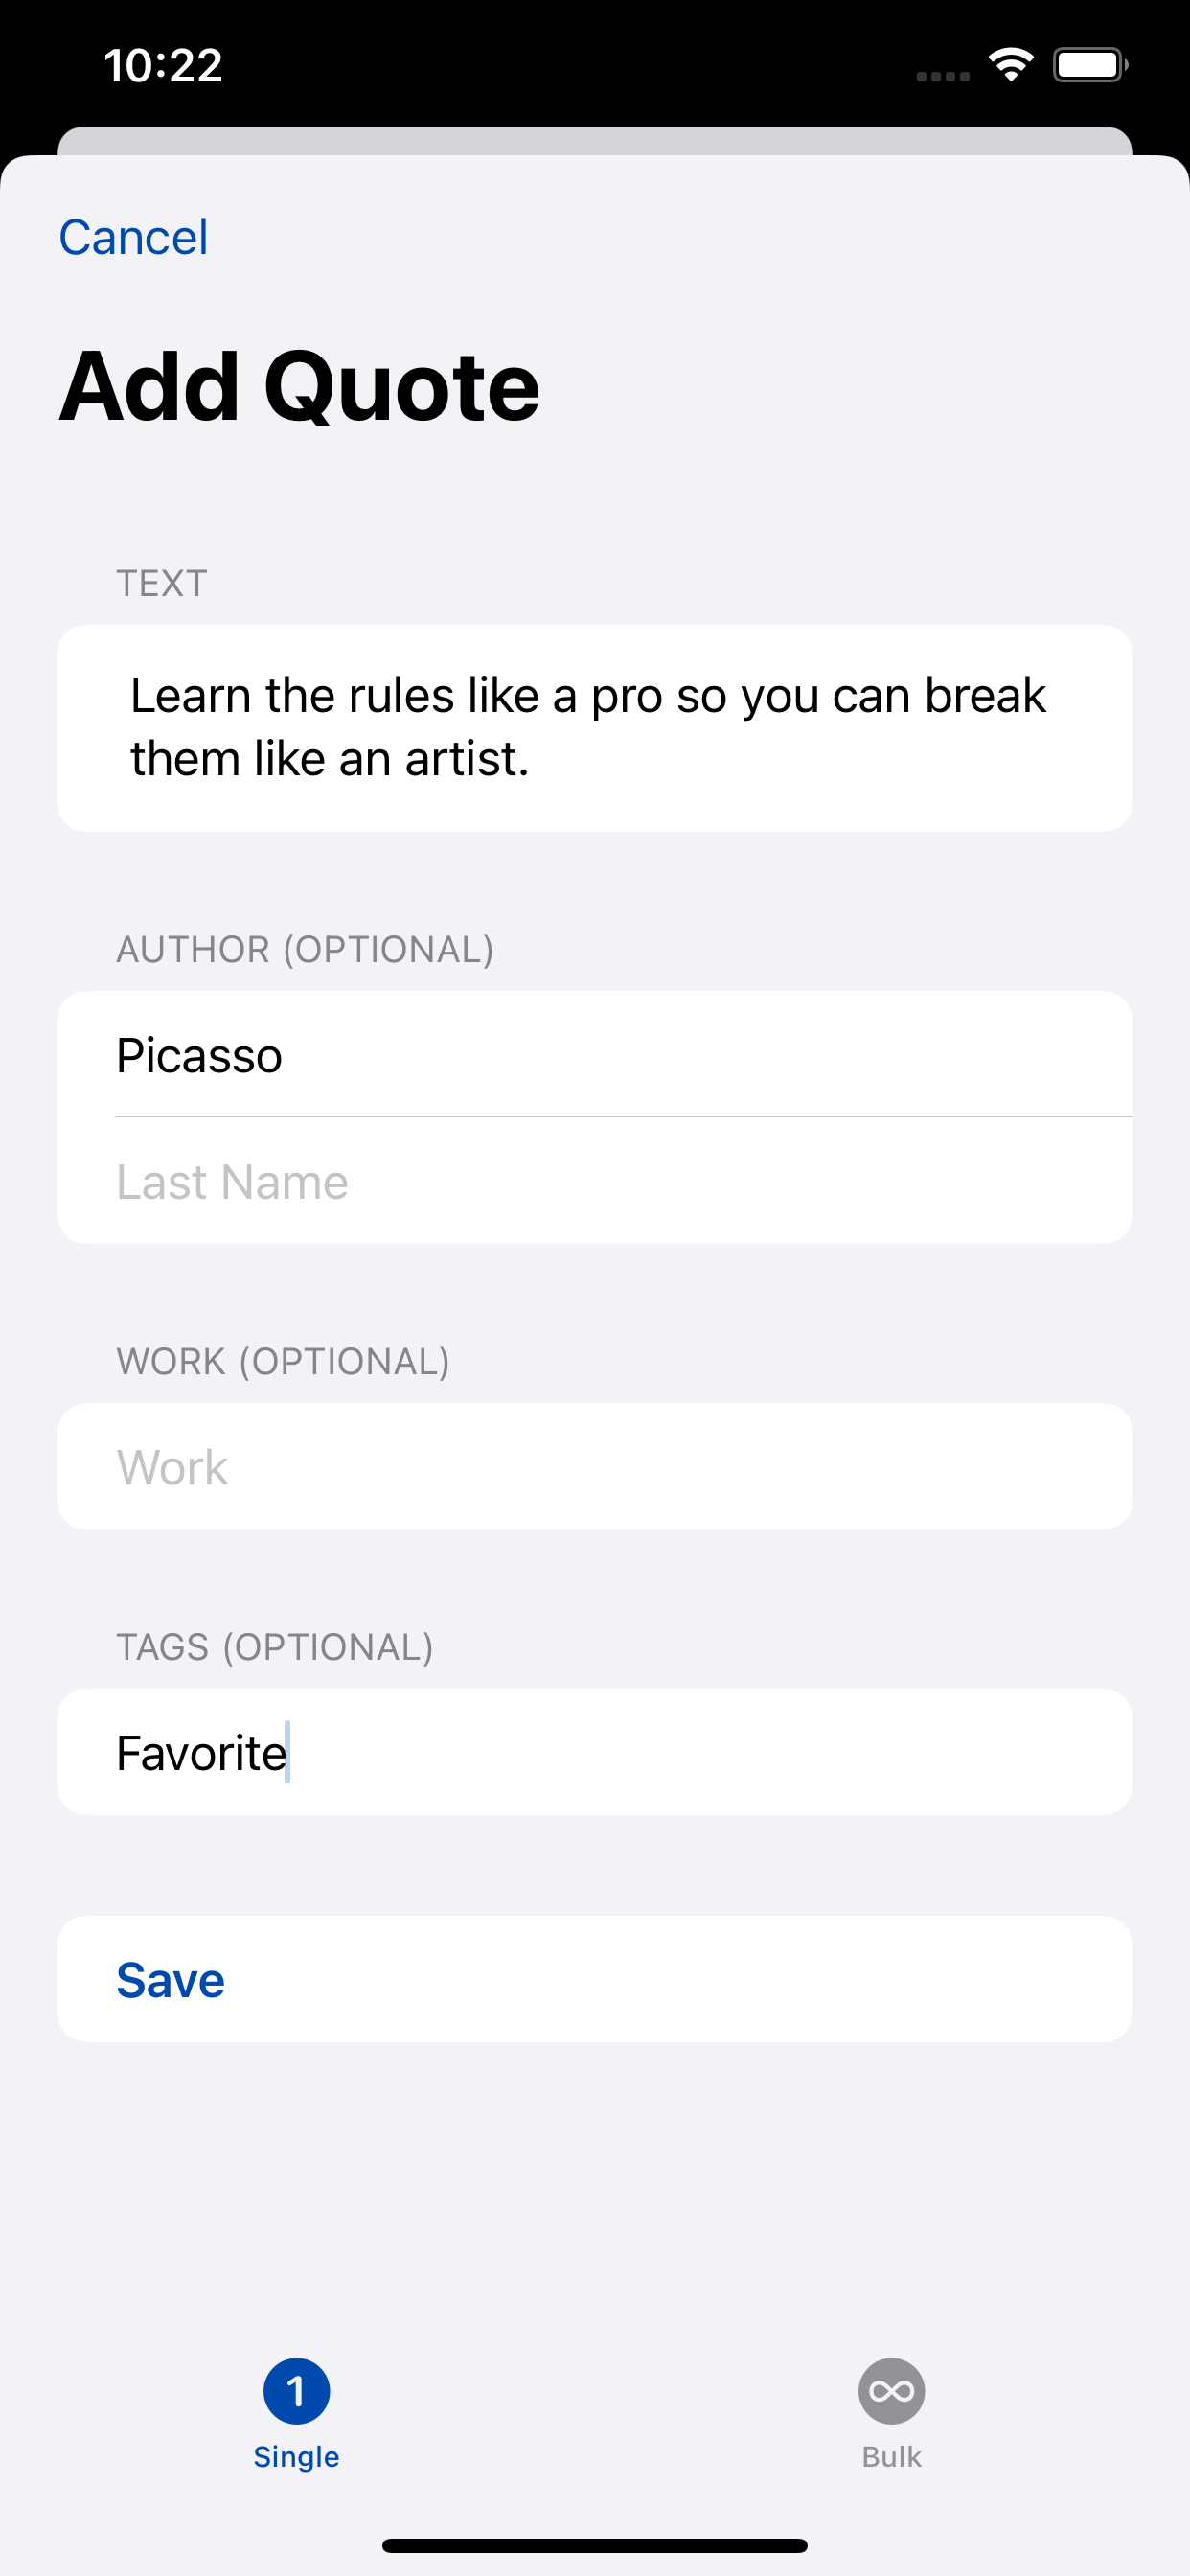 10:22
Cancel
Add Quote
TEXT
Learn the rules like a pro so you can break
them like an artist.
AUTHOR (OPTIONAL)
Picasso
Last Name
WORK (OPTIONAL)
Work
TAGS (OPTIONAL)
Favorite
Save
1
Single
Bulk